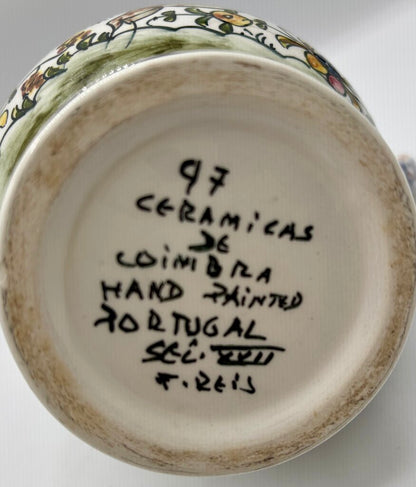 97
CERAMiCAS
DE
COiMBRA
HAND PAiNTED
PORTUGAL
SEC. XVII
F. REiS